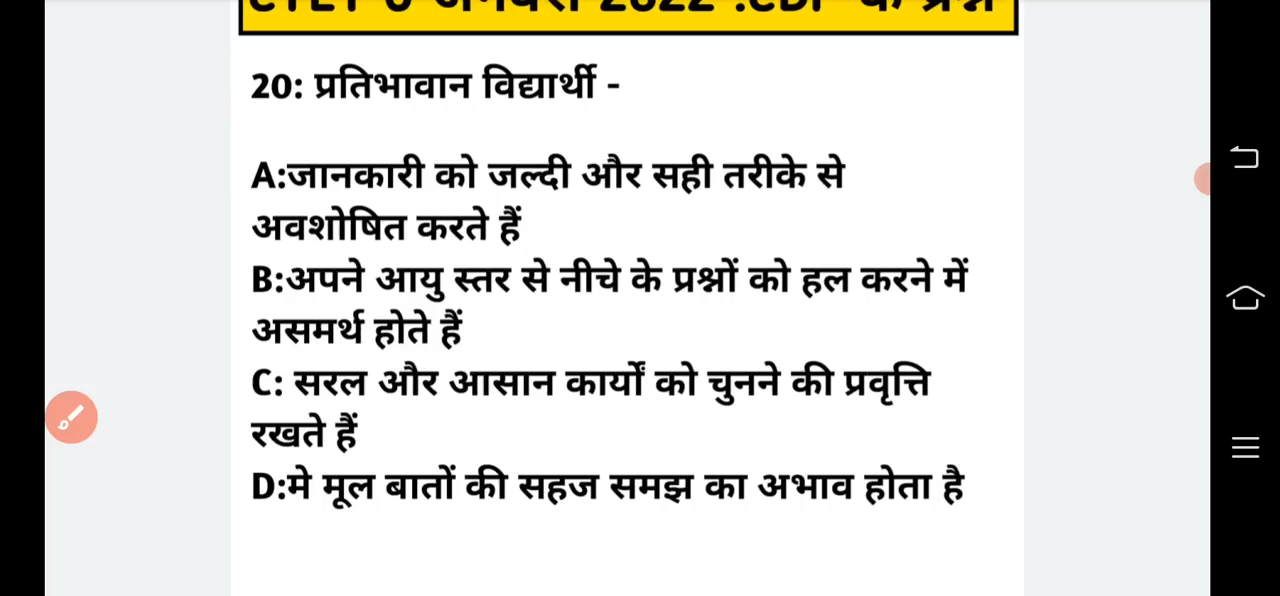 20: प्रतिभावान विद्यार्थी -
A:जानकारी को जल्दी और सही तरीके से
अवशोषित करते हैं
B:अपने आयु स्तर से नीचे के प्रश्नों को हल करने में
असमर्थ होते हैं
C: सरल और आसान कार्यों को चुनने की प्रवृत्ति
रखते हैं
D:मे मूल बातों की सहज समझ का अभाव होता है